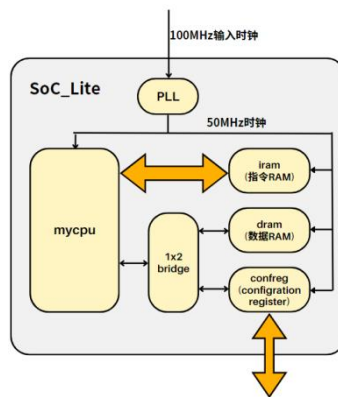 100MHz输入时钟
SoC_Lite
PLL
50MHz时钟
mycpu
iram
(指令RAM)
dram
(数据RAM)
1x2
bridge
confreg
(configration
register)